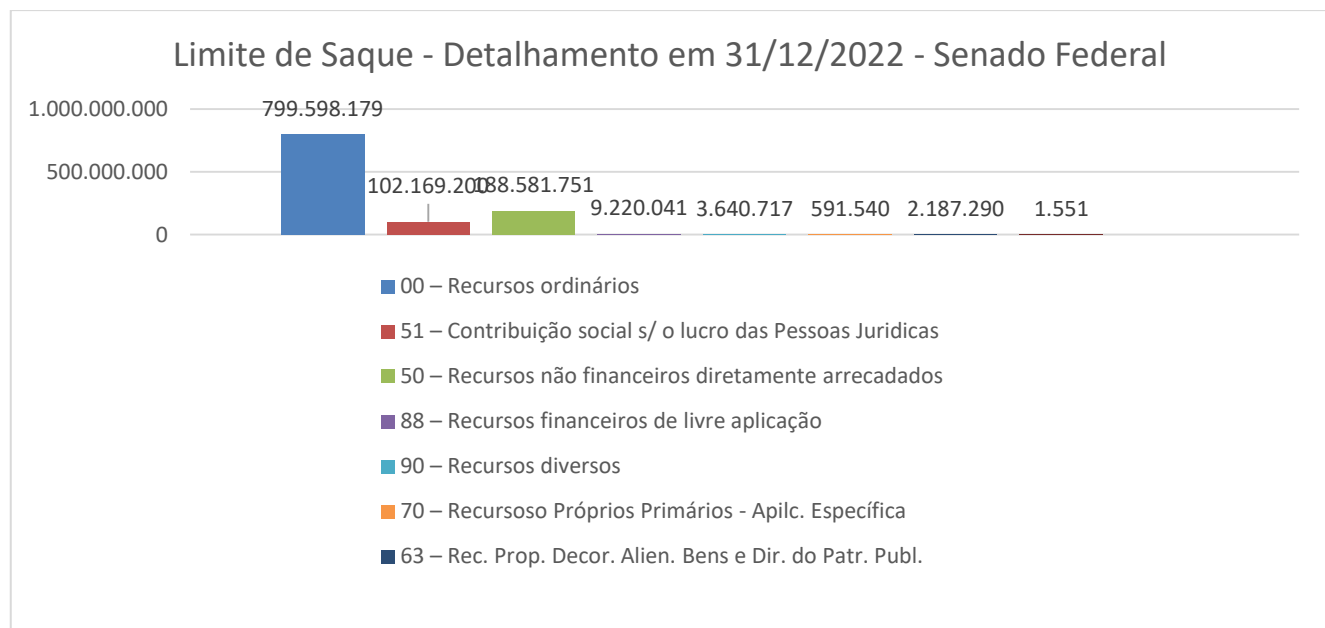 Limite de Saque - Detalhamento em 31/12/2022 - Senado Federal
1.000.000.000
500.000.000
0
799.598.179
102.169.200
188.581.751
9.220.041
3.640.717
591.540
2.187.290
1.551
00 – Recursos ordinários
51 – Contribuição social s/ o lucro das Pessoas Juridicas
50 – Recursos não financeiros diretamente arrecadados
88 – Recursos financeiros de livre aplicação
90 – Recursos diversos
70 – Recursoso Próprios Primários - Apilc. Específica
63 – Rec. Prop. Decor. Alien. Bens e Dir. do Patr. Publ.